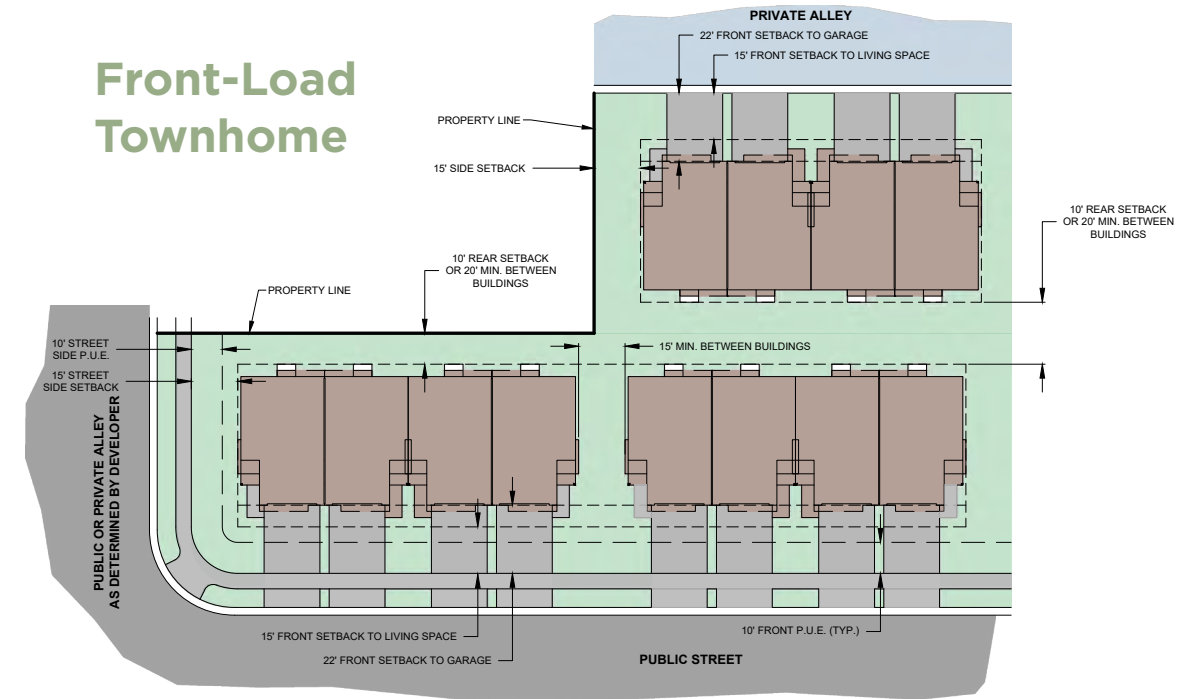 Front-Load
Townhome
PRIVATE ALLEY
22' FRONT SETBACK TO GARAGE
15' FRONT SETBACK TO LIVING SPACE
PROPERTY LINE
15' SIDE SETBACK
10' REAR SETBACK
OR 20' MIN. BETWEEN
BUILDINGS
10' REAR SETBACK
OR 20' MIN. BETWEEN
BUILDINGS
PROPERTY LINE
10' STREET
SIDE P.U.E.
15' STREET
SIDE SETBACK
15' MIN. BETWEEN BUILDINGS
PUBLIC OR PRIVATE ALLEY
AS DETERMINED BY DEVELOPER
15' FRONT SETBACK TO LIVING SPACE
22' FRONT SETBACK TO GARAGE
10' FRONT P.U.E. (TYP.)
PUBLIC STREET